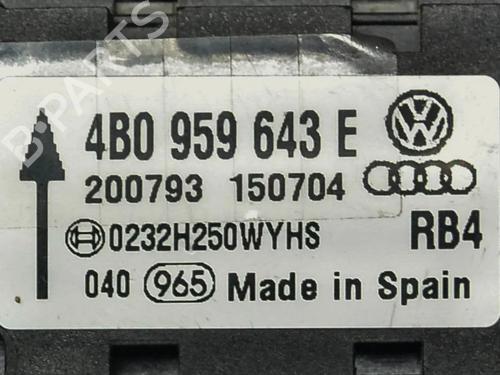 B-PARTS
4B0 959 643 E
200793 150704
0232H250WYHS RB4
040 965 Made in Spain